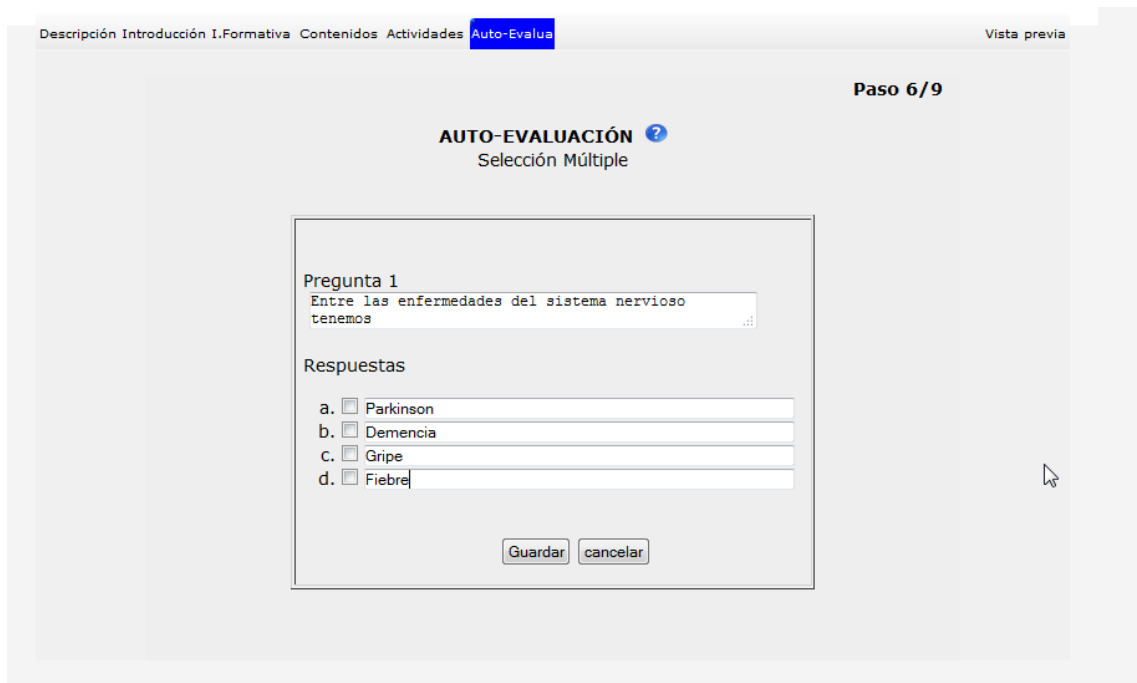 Descripción Introducción I.Formativa Contenidos Actividades Auto-Evalua Vista previa
Paso 6/9
AUTO-EVALUACIÓN ?
Selección Múltiple
Pregunta 1
Entre las enfermedades del sistema nervioso
tenemos
Respuestas
a. Parkinson
b. Demencia
c. Gripe
d. Fiebre
Guardar cancelar